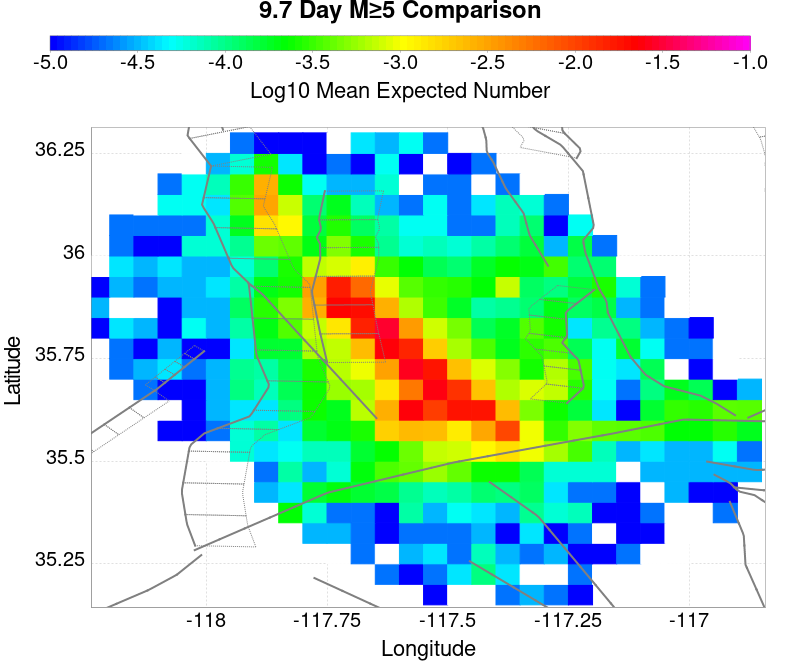 9.7 Day M≥5 Comparison
-5.0 -4.5 -4.0 -3.5 -3.0 -2.5 -2.0 -1.5 -1.0
Log10 Mean Expected Number
36.25
36
35.75
35.5
35.25
Latitude
-118 -117.75 -117.5 -117.25 -117
Longitude